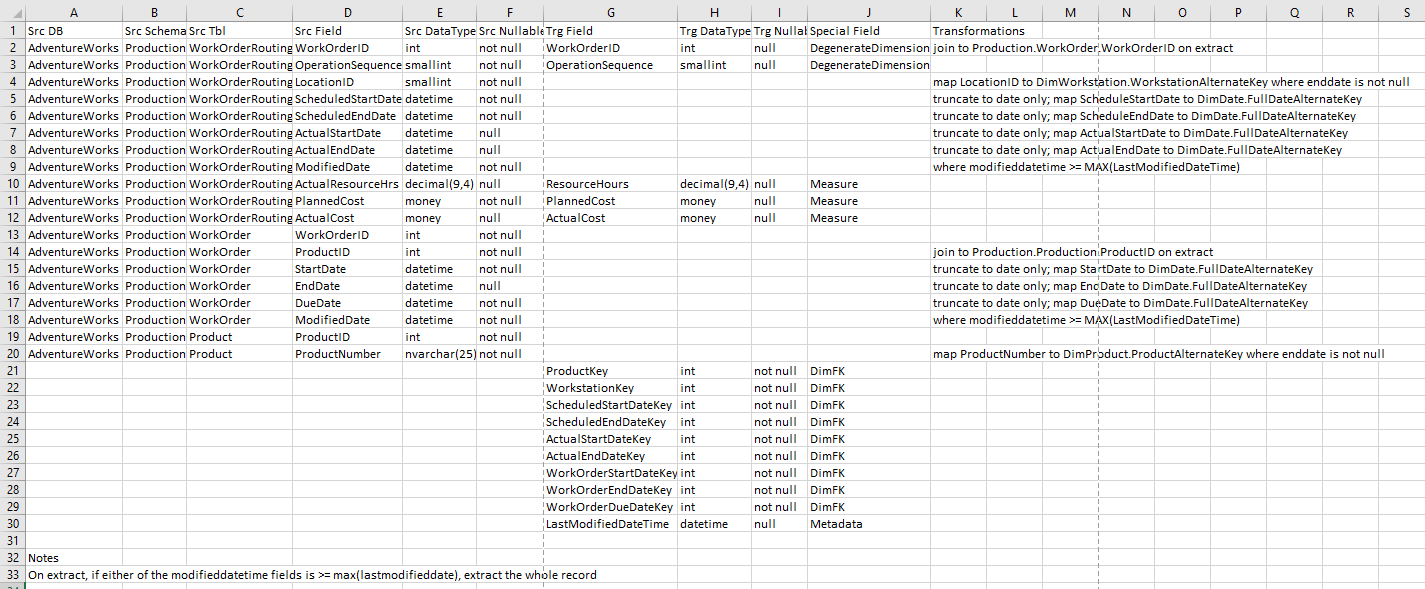 A B C D E F G H I J K L M N O P Q R S
1 Src DB Src Schema Src Tbl Src Field Src DataType Src Nullable Trg Field Trg DataType Trg Nullal Special Field Transformations
2 AdventureWorks Production WorkOrderRouting WorkOrderID int not null WorkOrderID int null DegenerateDimension join to Production.WorkOrder.WorkOrderID on extract
3 AdventureWorks Production WorkOrderRouting OperationSequence smallint not null OperationSequence smallint null DegenerateDimension
4 AdventureWorks Production WorkOrderRouting LocationID smallint not null map LocationID to DimWorkstation.WorkstationAlternateKey where enddate is not null
5 AdventureWorks Production WorkOrderRouting ScheduledStartDate datetime not null truncate to date only; map ScheduleStartDate to DimDate.FullDateAlternateKey
6 AdventureWorks Production WorkOrderRouting ScheduledEndDate datetime not null truncate to date only; map ScheduleEndDate to DimDate.FullDateAlternateKey
7 AdventureWorks Production WorkOrderRouting ActualStartDate datetime null truncate to date only; map ActualStartDate to DimDate.FullDateAlternateKey
8 AdventureWorks Production WorkOrderRouting ActualEndDate datetime null truncate to date only; map ActualEndDate to DimDate.FullDateAlternateKey
9 AdventureWorks Production WorkOrderRouting ModifiedDate datetime not null where modifieddatetime >= MAX(LastModifiedDateTime)
10 AdventureWorks Production WorkOrderRouting ActualResourceHrs decimal(9,4) null ResourceHours decimal(9,4) null Measure
11 AdventureWorks Production WorkOrderRouting PlannedCost money not null PlannedCost money null Measure
12 AdventureWorks Production WorkOrderRouting ActualCost money null ActualCost money null Measure
13 AdventureWorks Production WorkOrder WorkOrderID int not null
14 AdventureWorks Production WorkOrder ProductID int not null join to Production.Production.ProductID on extract
15 AdventureWorks Production WorkOrder StartDate datetime not null truncate to date only; map StartDate to DimDate.FullDateAlternateKey
16 AdventureWorks Production WorkOrder EndDate datetime null truncate to date only; map EndDate to DimDate.FullDateAlternateKey
17 AdventureWorks Production WorkOrder DueDate datetime not null truncate to date only; map DueDate to DimDate.FullDateAlternateKey
18 AdventureWorks Production WorkOrder ModifiedDate datetime not null where modifieddatetime >= MAX(LastModifiedDateTime)
19 AdventureWorks Production Product ProductID int not null
20 AdventureWorks Production Product ProductNumber nvarchar(25) not null map ProductNumber to DimProduct.ProductAlternateKey where enddate is not null
21 ProductKey int not null DimFK
22 WorkstationKey int not null DimFK
23 ScheduledStartDateKey int not null DimFK
24 ScheduledEndDateKey int not null DimFK
25 ActualStartDateKey int not null DimFK
26 ActualEndDateKey int not null DimFK
27 WorkOrderStartDateKey int not null DimFK
28 WorkOrderEndDateKey int not null DimFK
29 WorkOrderDueDateKey int not null DimFK
30 LastModifiedDateTime datetime null Metadata
31
32 Notes
33 On extract, if either of the modifieddatetime fields is >= max(lastmodifieddate), extract the whole record